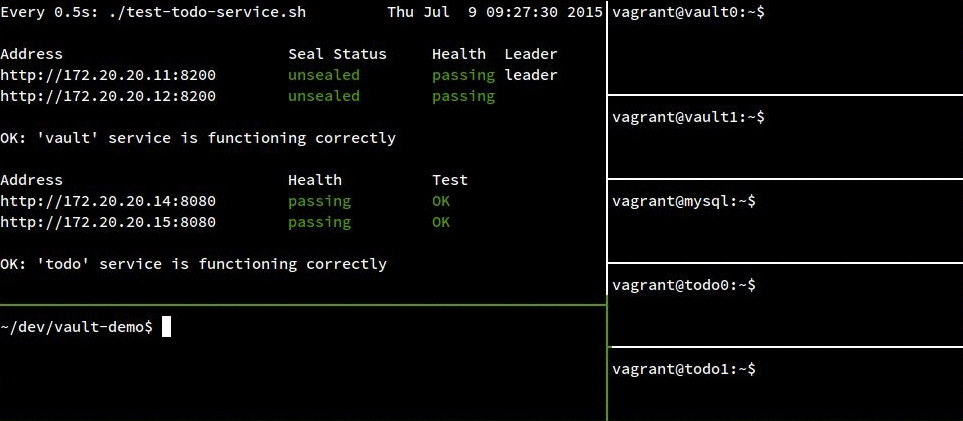 Every 0.5s: ./test-todo-service.sh Thu Jul 9 09:27:30 2015
Address Seal Status Health Leader
http://172.20.20.11:8200 unsealed passing leader
http://172.20.20.12:8200 unsealed passing
OK: 'vault' service is functioning correctly
Address Health Test
http://172.20.20.14:8080 passing OK
http://172.20.20.15:8080 passing OK
OK: 'todo' service is functioning correctly
~/dev/vault-demo$
vagrant@vault0:~$
vagrant@vault1:~$
vagrant@mysql:~$
vagrant@todo0:~$
vagrant@todo1:~$